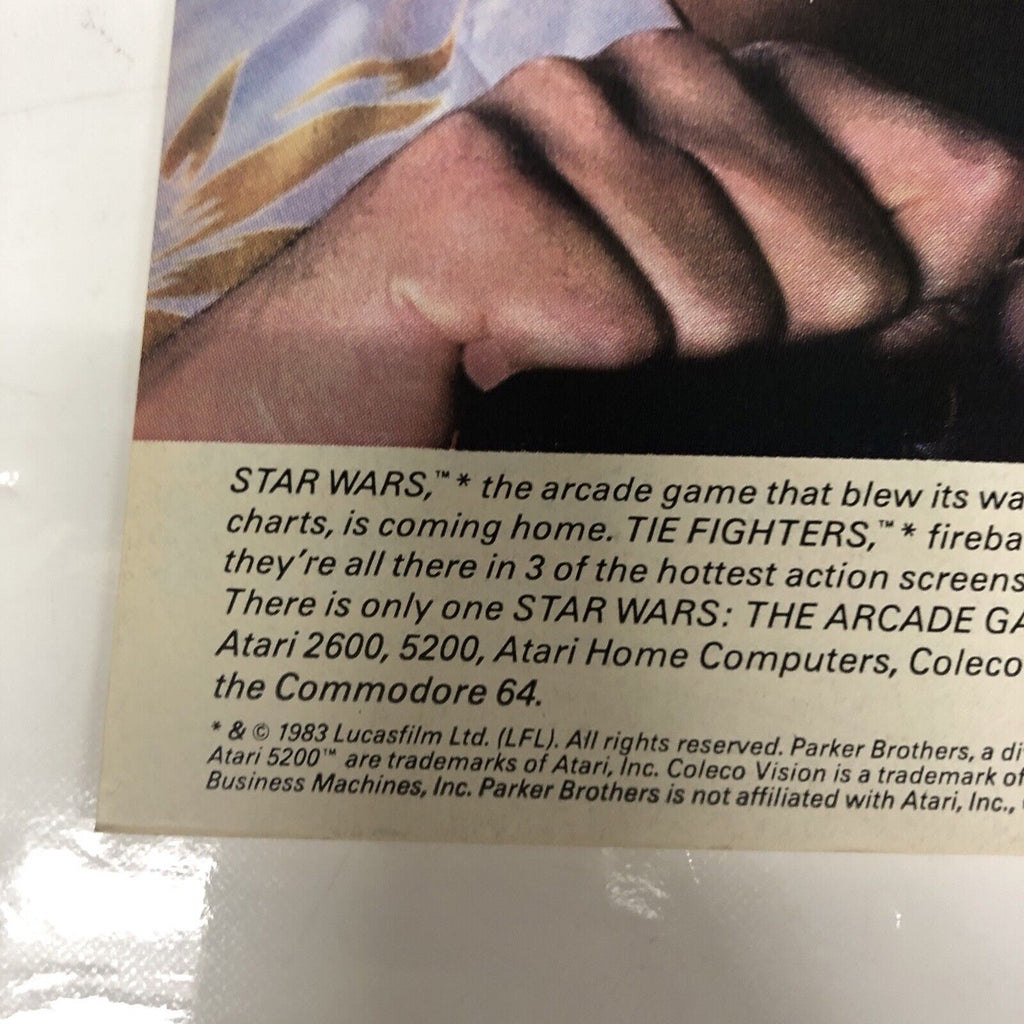 STAR WARS,™* the arcade game that blew its wa
charts, is coming home. TIE FIGHTERS,™* fireba
they're all there in 3 of the hottest action screens
There is only one STAR WARS: THE ARCADE GA
Atari 2600, 5200, Atari Home Computers, Coleco
the Commodore 64.
* & © 1983 Lucasfilm Ltd. (LFL). All rights reserved. Parker Brothers, a di
Atari 5200™ are trademarks of Atari, Inc. Coleco Vision is a trademark of
Business Machines, Inc. Parker Brothers is not affiliated with Atari, Inc.,